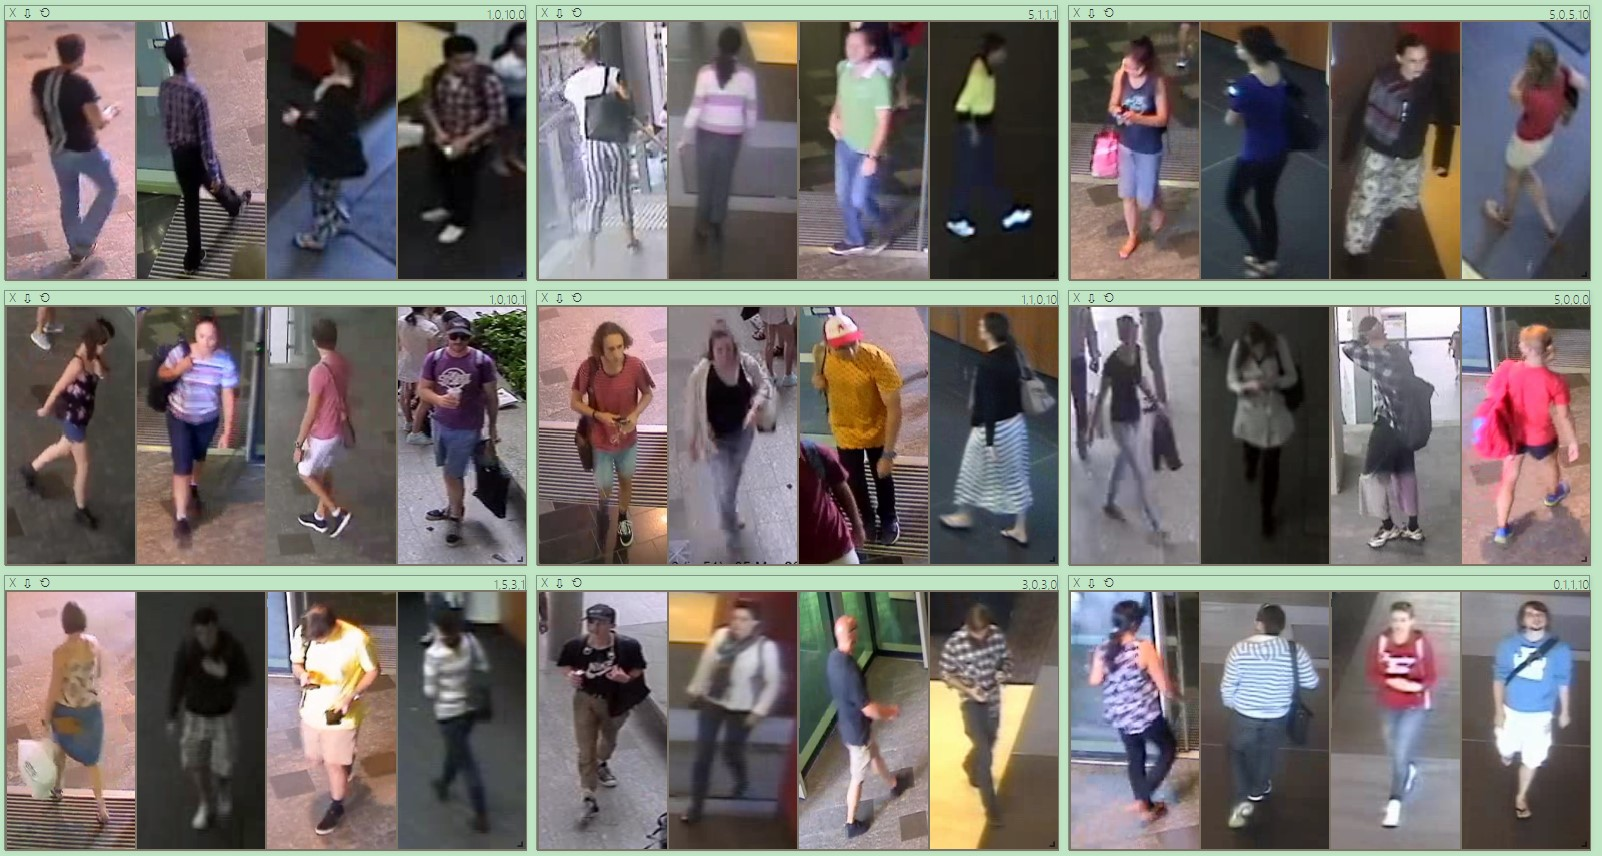 X 1,0,10,0
X 5,1,1,1
X 5,0,5,10
X 1,0,10,1
X 1,1,0,10
X 5,0,0,0
X 1,5,3,1
X 3,0,3,0
X 0,1,1,10